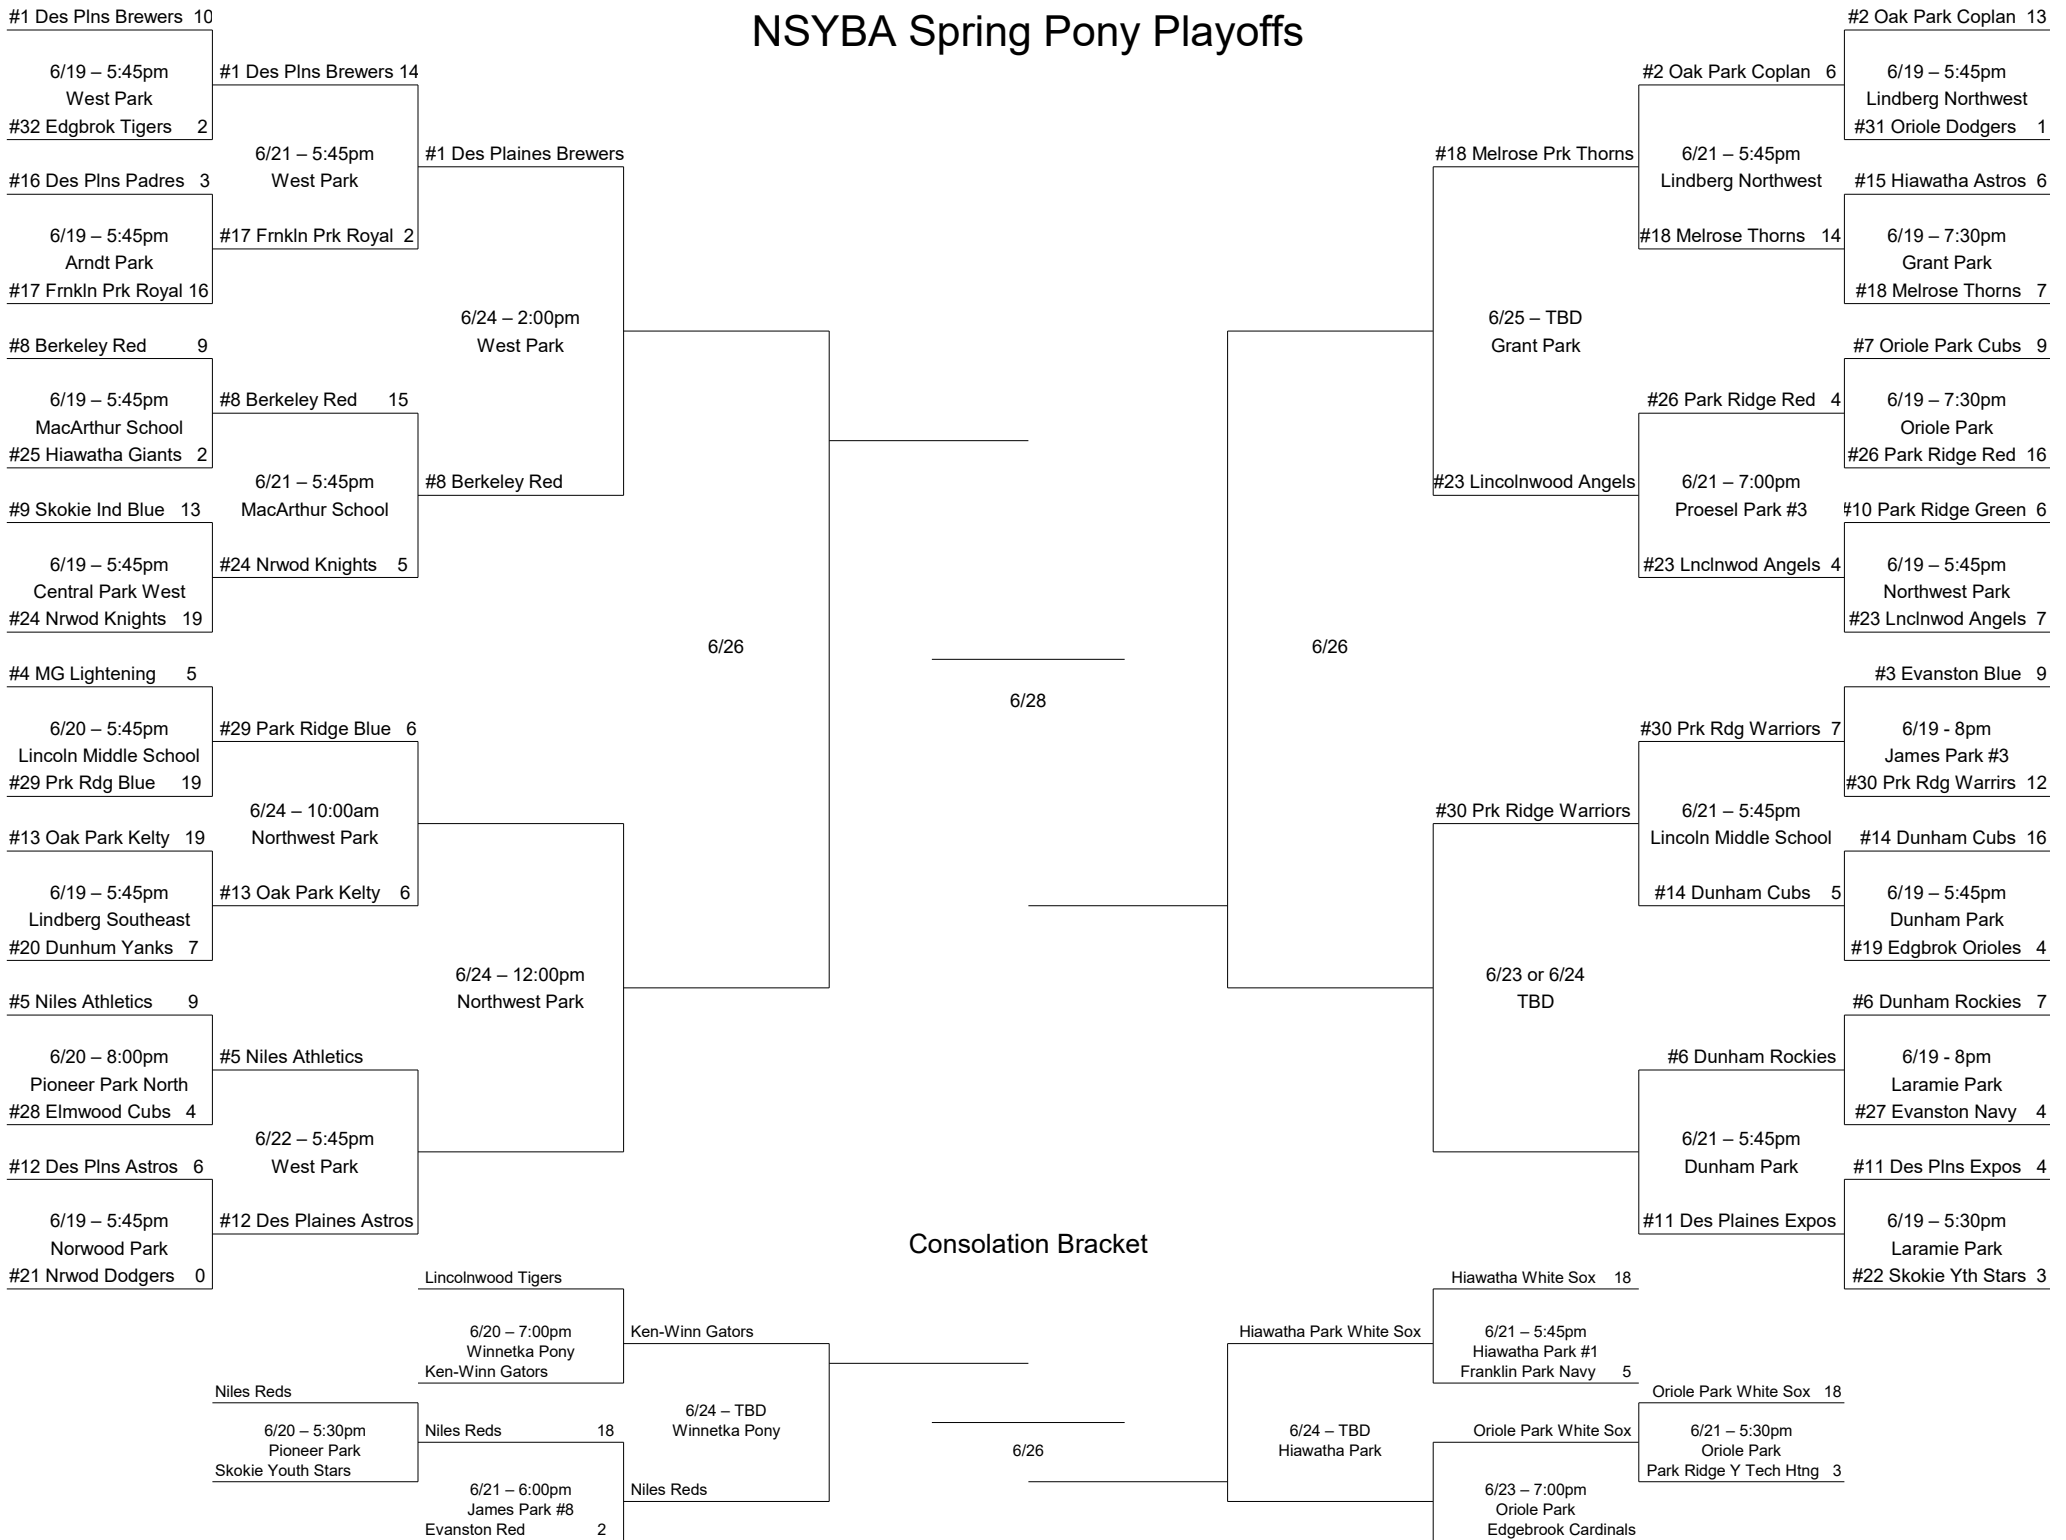 NSYBA Spring Pony Playoffs
#1 Des Plns Brewers 10
6/19 – 5:45pm
West Park
#32 Edgbrok Tigers 2
#16 Des Plns Padres 3
6/19 – 5:45pm
Arndt Park
#17 Frnkln Prk Royal 16
#8 Berkeley Red 9
6/19 – 5:45pm
MacArthur School
#25 Hiawatha Giants 2
#9 Skokie Ind Blue 13
6/19 – 5:45pm
Central Park West
#24 Nrwod Knights 19
#4 MG Lightening 5
6/20 – 5:45pm
Lincoln Middle School
#29 Prk Rdg Blue 19
#13 Oak Park Kelty 19
6/19 – 5:45pm
Lindberg Southeast
#20 Dunhum Yanks 7
#5 Niles Athletics 9
6/20 – 8:00pm
Pioneer Park North
#28 Elmwood Cubs 4
#12 Des Plns Astros 6
6/19 – 5:45pm
Norwood Park
#21 Nrwod Dodgers 0
#1 Des Plns Brewers 14
6/21 – 5:45pm
West Park
#17 Frnkln Prk Royal 2
#8 Berkeley Red 15
6/21 – 5:45pm
MacArthur School
#24 Nrwod Knights 5
#29 Park Ridge Blue 6
6/24 – 10:00am
Northwest Park
#13 Oak Park Kelty 6
#5 Niles Athletics
6/22 – 5:45pm
West Park
#12 Des Plaines Astros
#1 Des Plaines Brewers
6/24 – 2:00pm
West Park
#8 Berkeley Red
6/24 – 12:00pm
Northwest Park
6/26
6/28
6/26
#18 Melrose Prk Thorns
6/25 – TBD
Grant Park
#23 Lincolnwood Angels
#30 Prk Ridge Warriors
6/23 or 6/24
TBD
#2 Oak Park Coplan 6
6/21 – 5:45pm
Lindberg Northwest
#18 Melrose Thorns 14
#26 Park Ridge Red 4
6/21 – 7:00pm
Proesel Park #3
#23 Lnclnwod Angels 4
#30 Prk Rdg Warriors 7
6/21 – 5:45pm
Lincoln Middle School
#14 Dunham Cubs 5
#6 Dunham Rockies
6/21 – 5:45pm
Dunham Park
#11 Des Plaines Expos
#2 Oak Park Coplan 13
6/19 – 5:45pm
Lindberg Northwest
#31 Oriole Dodgers 1
#15 Hiawatha Astros 6
6/19 – 7:30pm
Grant Park
#18 Melrose Thorns 7
#7 Oriole Park Cubs 9
6/19 – 7:30pm
Oriole Park
#26 Park Ridge Red 16
#10 Park Ridge Green 6
6/19 – 5:45pm
Northwest Park
#23 Lnclnwod Angels 7
#3 Evanston Blue 9
6/19 - 8pm
James Park #3
#30 Prk Rdg Warrirs 12
#14 Dunham Cubs 16
6/19 – 5:45pm
Dunham Park
#19 Edgbrok Orioles 4
#6 Dunham Rockies 7
6/19 - 8pm
Laramie Park
#27 Evanston Navy 4
#11 Des Plns Expos 4
6/19 – 5:30pm
Laramie Park
#22 Skokie Yth Stars 3
Consolation Bracket
Niles Reds
6/20 – 5:30pm
Pioneer Park
Skokie Youth Stars
Lincolnwood Tigers
6/20 – 7:00pm
Winnetka Pony
Ken-Winn Gators
Niles Reds 18
6/21 – 6:00pm
James Park #8
Evanston Red 2
Ken-Winn Gators
6/24 – TBD
Winnetka Pony
Niles Reds
6/26
Hiawatha Park White Sox
6/24 – TBD
Hiawatha Park
Hiawatha White Sox 18
6/21 – 5:45pm
Hiawatha Park #1
Franklin Park Navy 5
Oriole Park White Sox
6/23 – 7:00pm
Oriole Park
Edgebrook Cardinals
Oriole Park White Sox 18
6/21 – 5:30pm
Oriole Park
Park Ridge Y Tech Htng 3